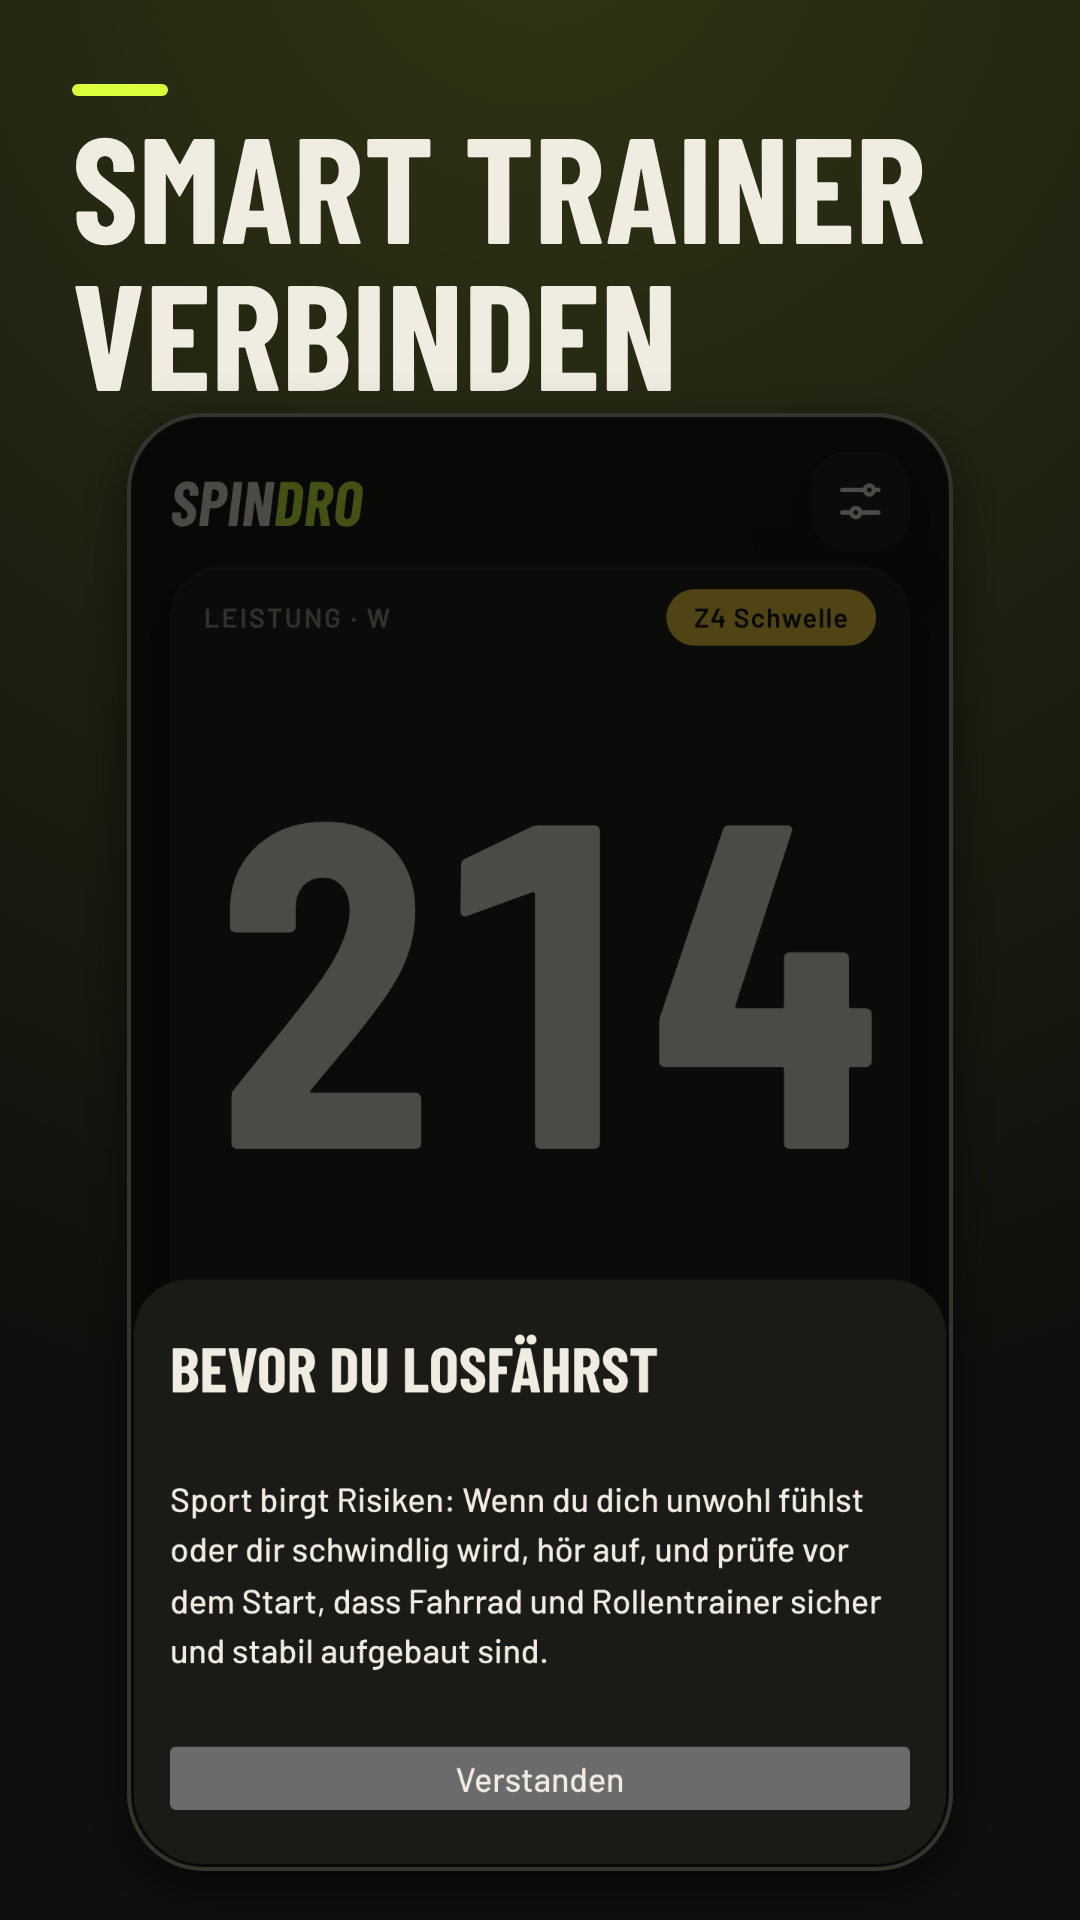 SMART TRAINER
VERBINDEN
SPINDRO
LEISTUNG · W
Z4 Schwelle
214
BEVOR DU LOSFÄHRST
Sport birgt Risiken: Wenn du dich unwohl fühlst
oder dir schwindlig wird, hör auf, und prüfe vor
dem Start, dass Fahrrad und Rollentrainer sicher
und stabil aufgebaut sind.
Verstanden